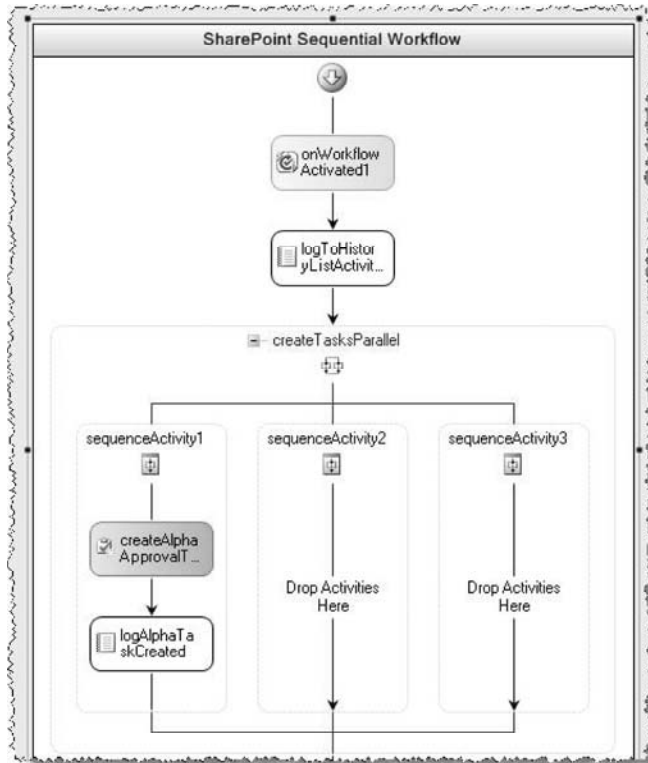 SharePoint Sequential Workflow
onWorkflow
Activated1
logToHistor
yListActivit...
createTasksParallel
sequenceActivity1
sequenceActivity2
sequenceActivity3
createAlpha
ApprovalT...
Drop Activities
Here
Drop Activities
Here
logAlphaTa
skCreated